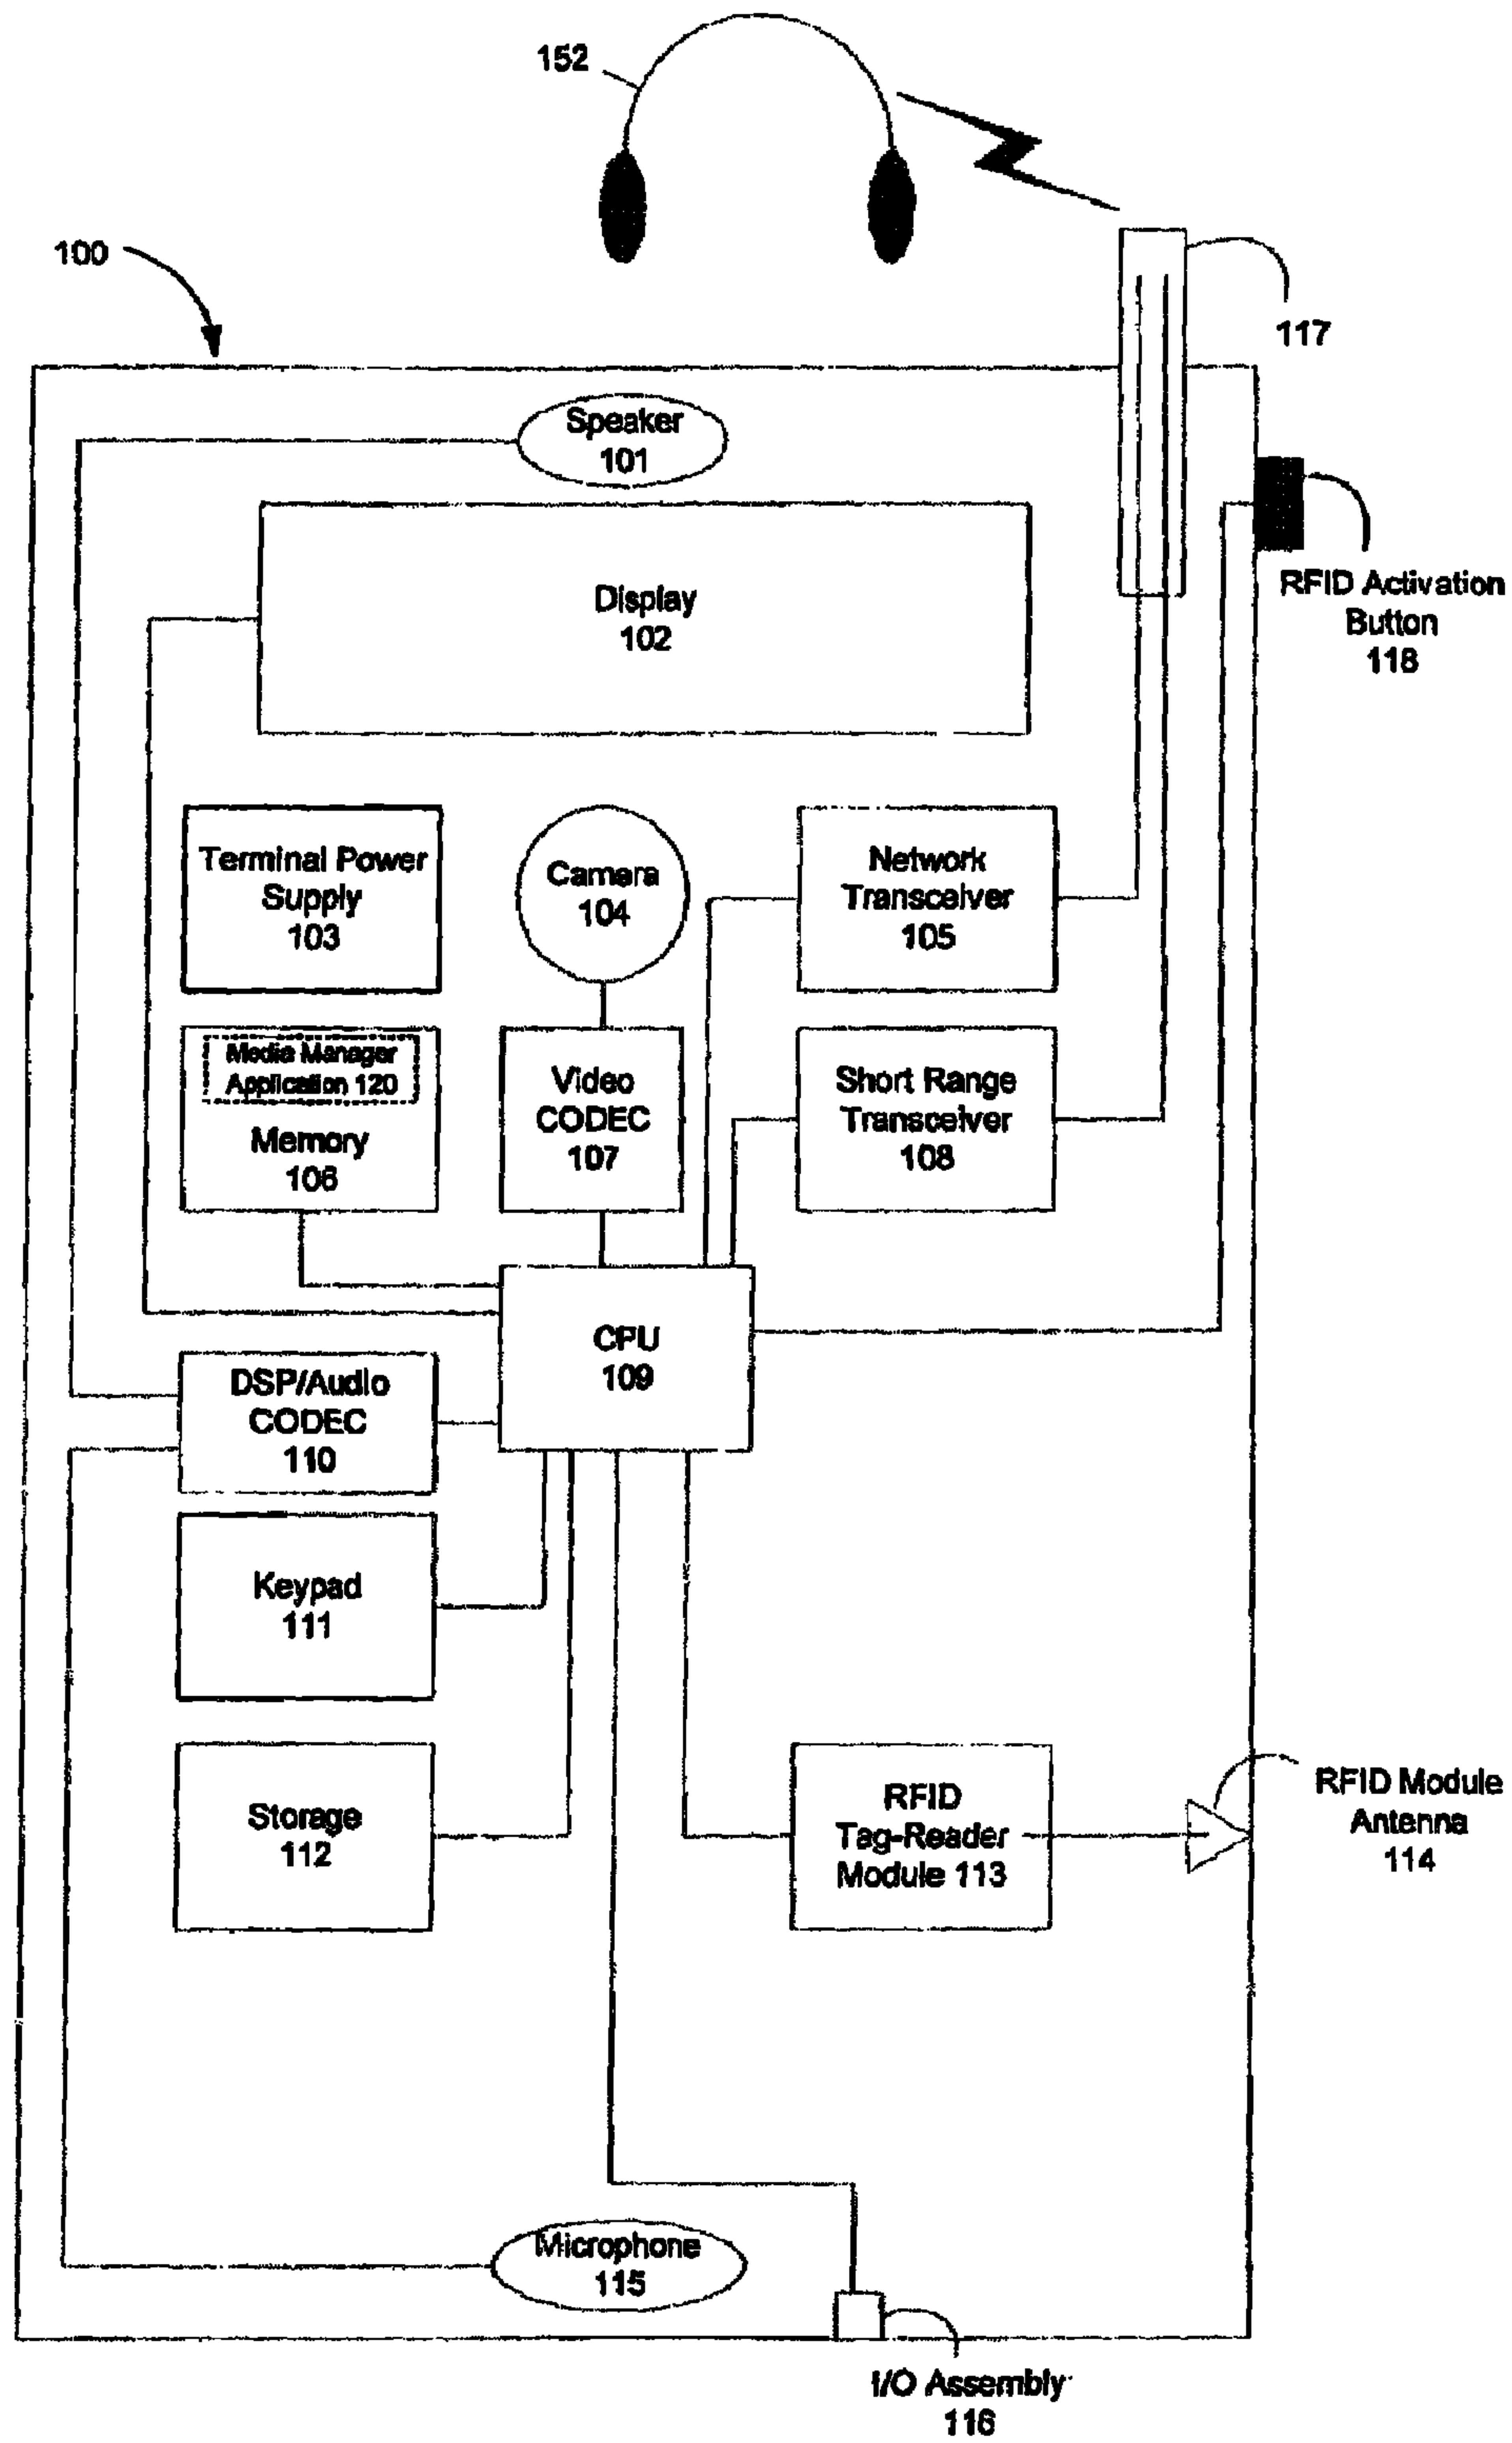 152
100
117
Speaker
101
Display
102
RFID Activation
Button
118
Terminal Power
Supply
103
Camera
104
Network
Transceiver
105
Media Manager
Application 120
Memory
106
Video
CODEC
107
Short Range
Transceiver
108
CPU
109
DSP/Audio
CODEC
110
Keypad
111
Storage
112
RFID
Tag-Reader
Module 113
RFID Module
Antenna
114
Microphone
115
I/O Assembly
116